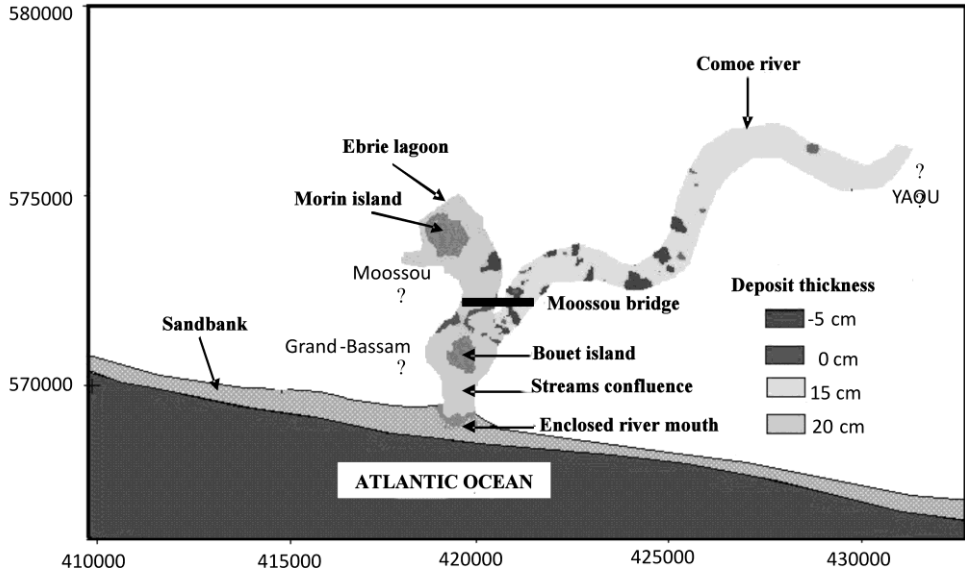 580000
Comoe river
Ebrie lagoon
575000
Morin island
?
YAOU
?
Moossou
?
Deposit thickness
Moossou bridge
-5 cm
Sandbank
Grand-Bassam
?
Bouet island
0 cm
570000
Streams confluence
15 cm
Enclosed river mouth
20 cm
ATLANTIC OCEAN
410000 415000 420000 425000 430000